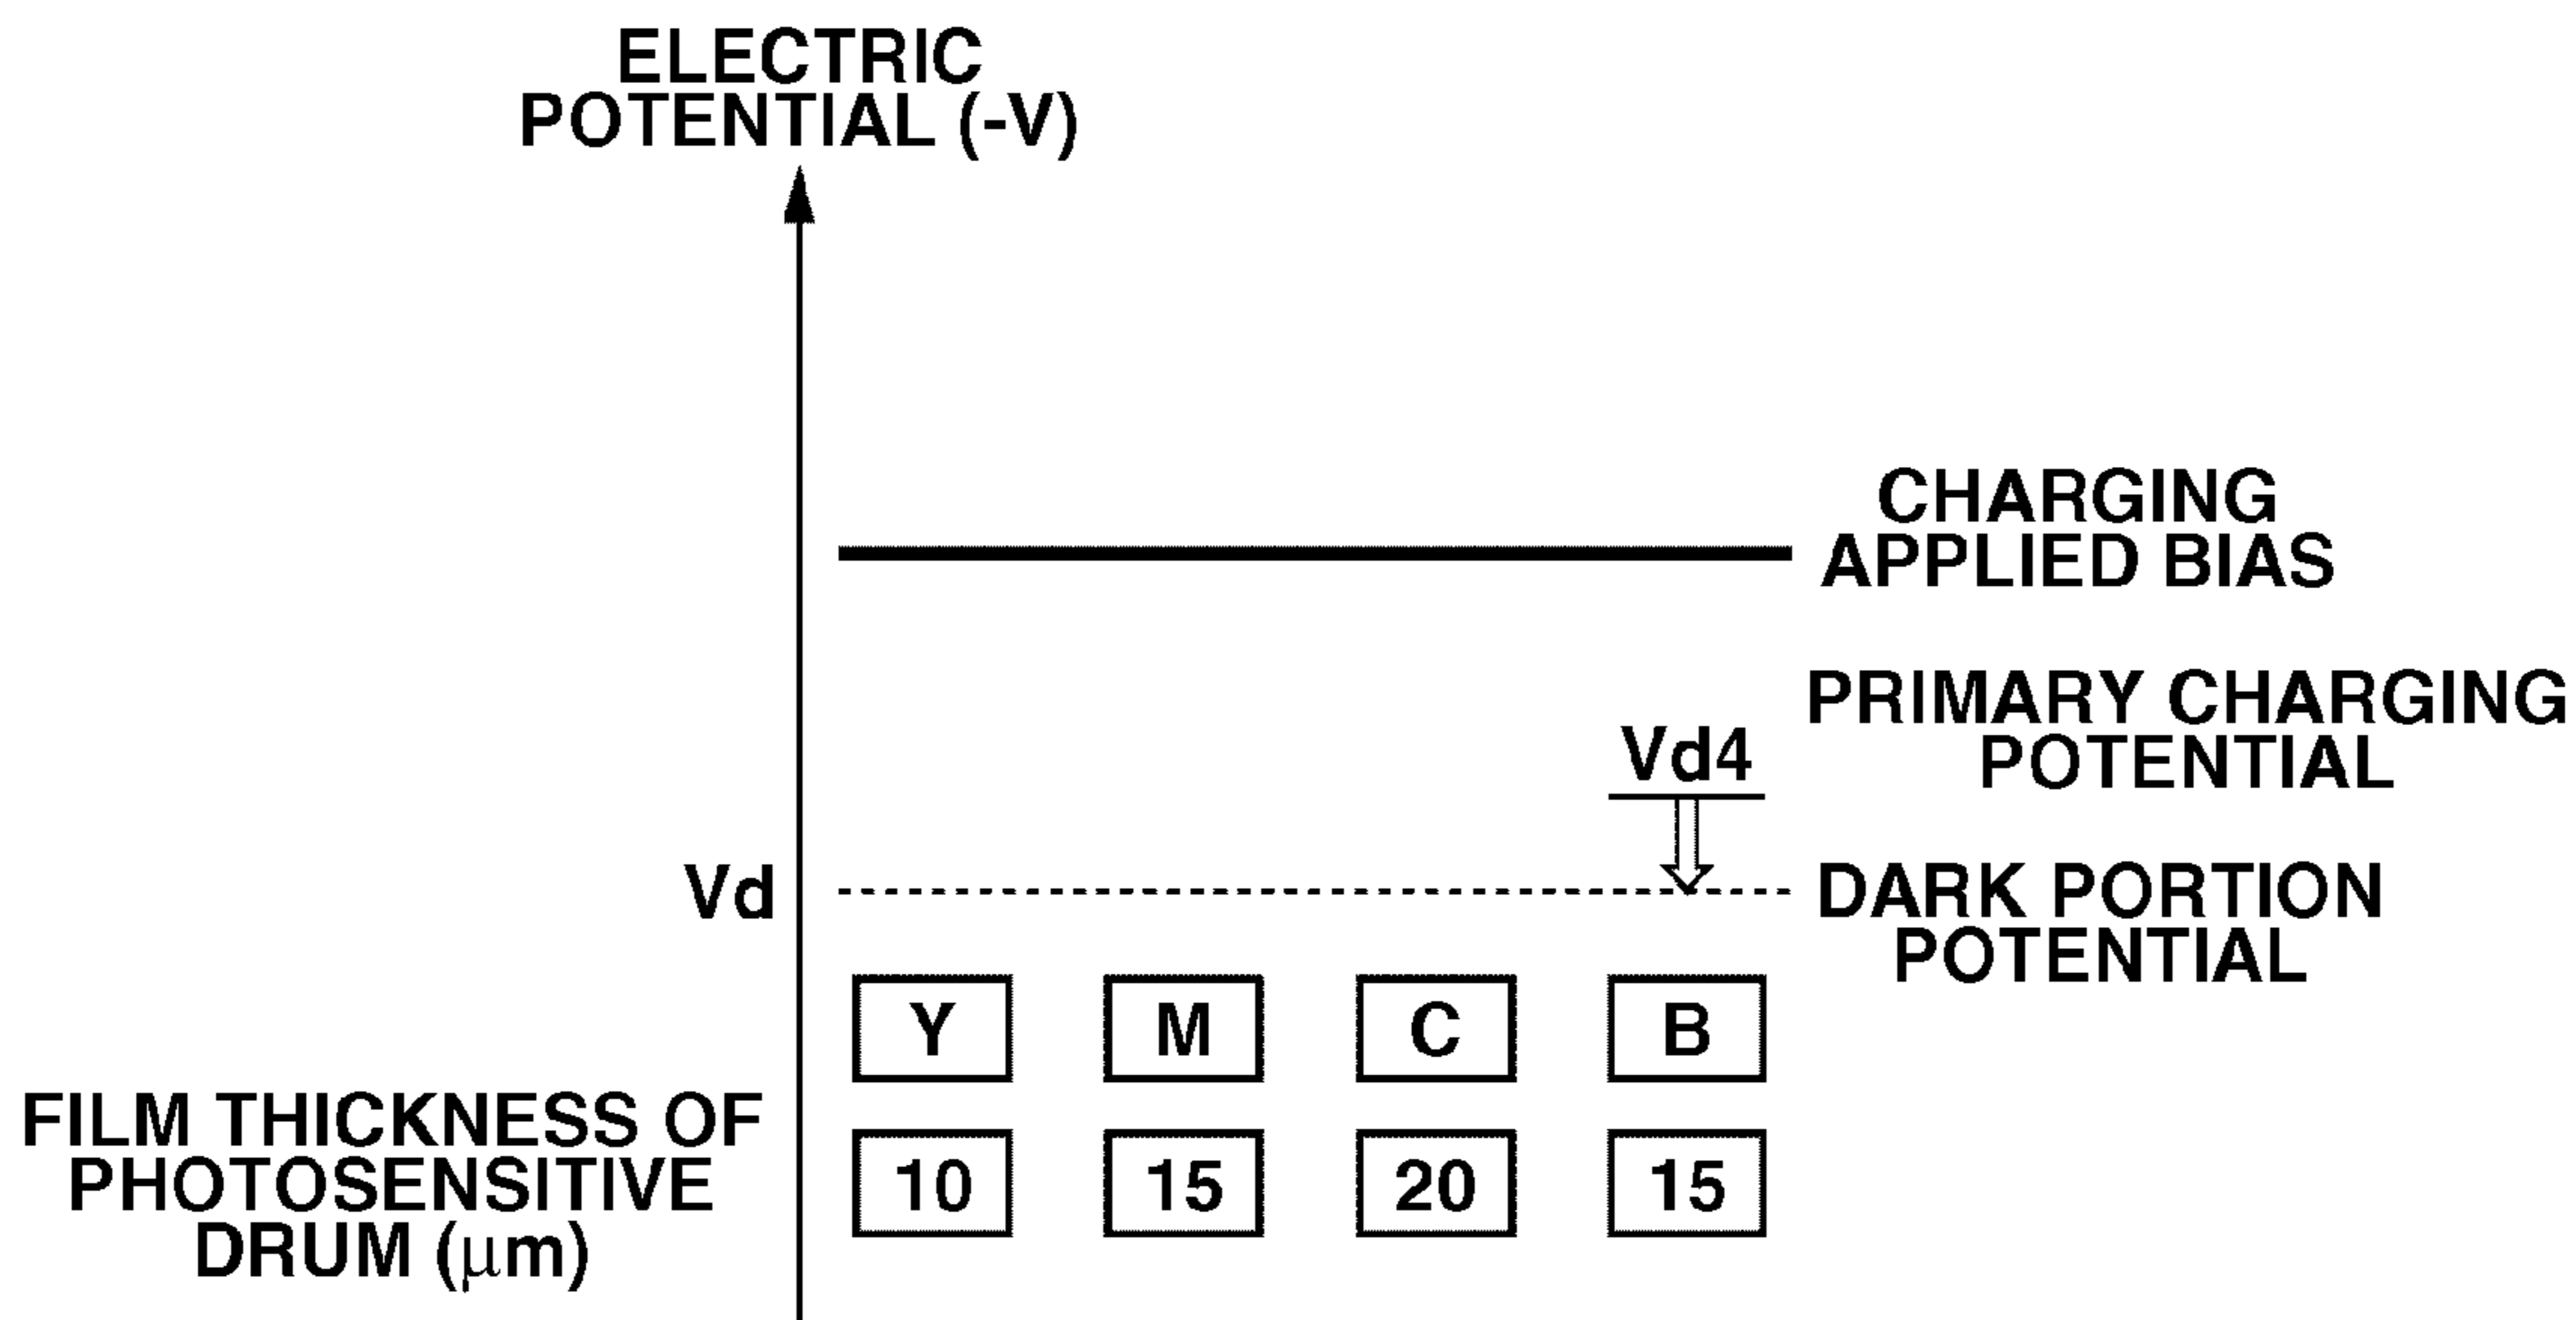 ELECTRIC
POTENTIAL (-V)
CHARGING
APPLIED BIAS
PRIMARY CHARGING
POTENTIAL
Vd4
Vd
DARK PORTION
POTENTIAL
Y M C B
FILM THICKNESS OF
PHOTOSENSITIVE
DRUM (μm)
10 15 20 15